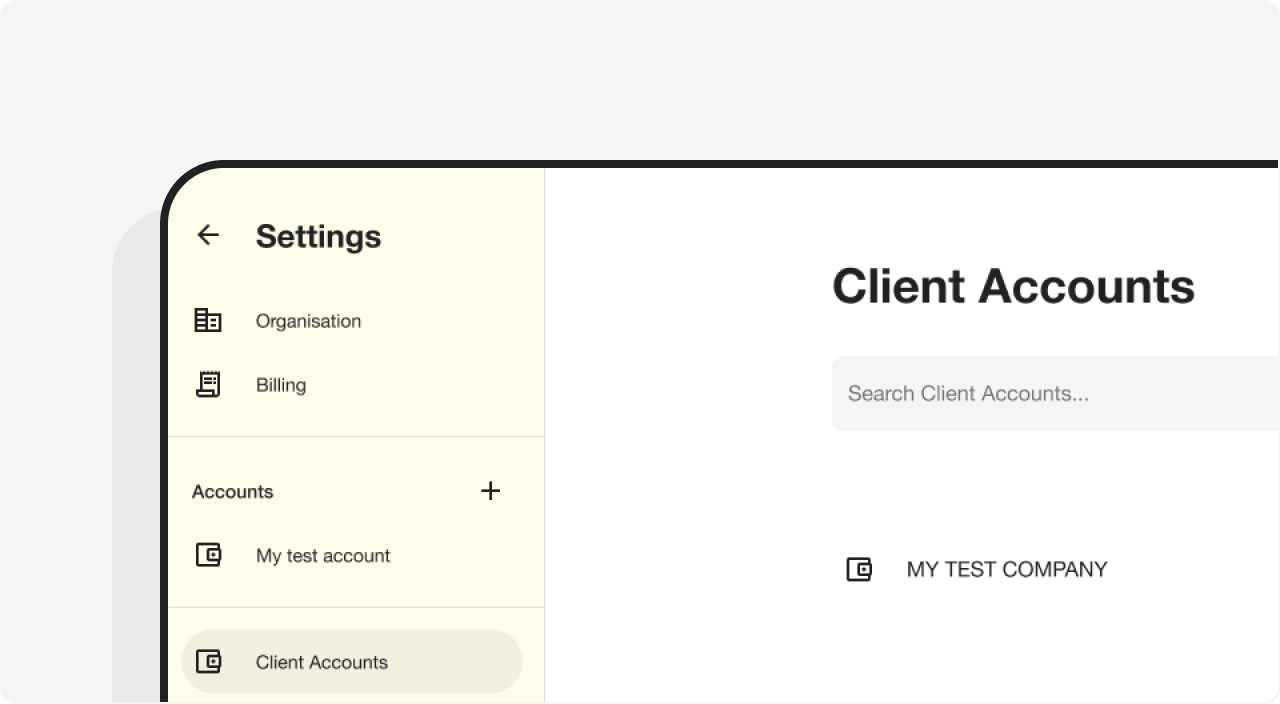 Settings
Organisation
Billing
Accounts
My test account
Client Accounts
Client Accounts
Search Client Accounts...
MY TEST COMPANY